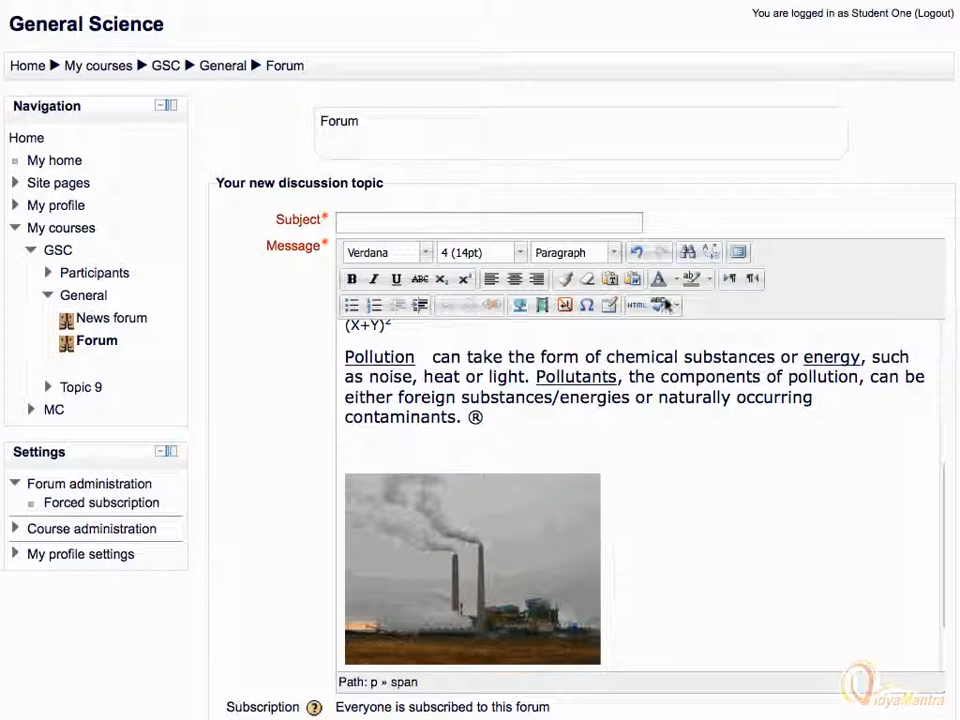 General Science
You are logged in as Student One (Logout)
Home ▶ My courses ▶ GSC ▶ General ▶ Forum
Navigation
Home
My home
Site pages
My profile
My courses
GSC
Participants
General
News forum
Forum
Topic 9
MC
Settings
Forum administration
Forced subscription
Course administration
My profile settings
Forum
Your new discussion topic
Subject*
Message*
Verdana 4 (14pt) Paragraph
B I U ABC X₂ X²
HTML
(X+Y)²
Pollution can take the form of chemical substances or energy, such
as noise, heat or light. Pollutants, the components of pollution, can be
either foreign substances/energies or naturally occurring
contaminants. ®
Path: p » span
Subscription ? Everyone is subscribed to this forum
VidyaMantra